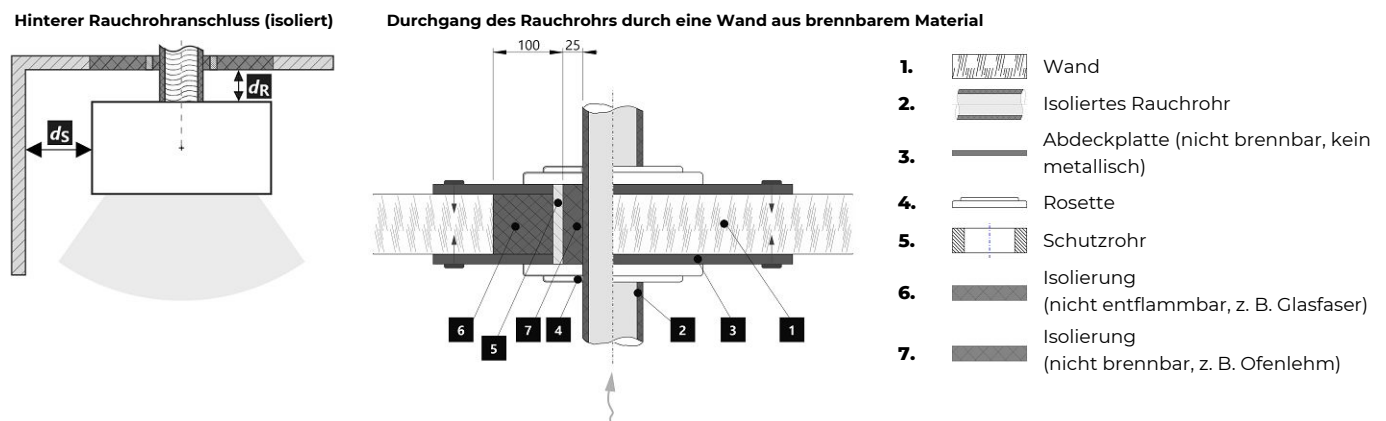 Hinterer Rauchrohranschluss (isoliert)
dR
dS
Durchgang des Rauchrohrs durch eine Wand aus brennbarem Material
100
25
6
5
7
4
2
3
1
1.
Wand
2.
Isoliertes Rauchrohr
3.
Abdeckplatte (nicht brennbar, kein
metallisch)
4.
Rosette
5.
Schutzrohr
6.
Isolierung
(nicht entflammbar, z. B. Glasfaser)
7.
Isolierung
(nicht brennbar, z. B. Ofenlehm)